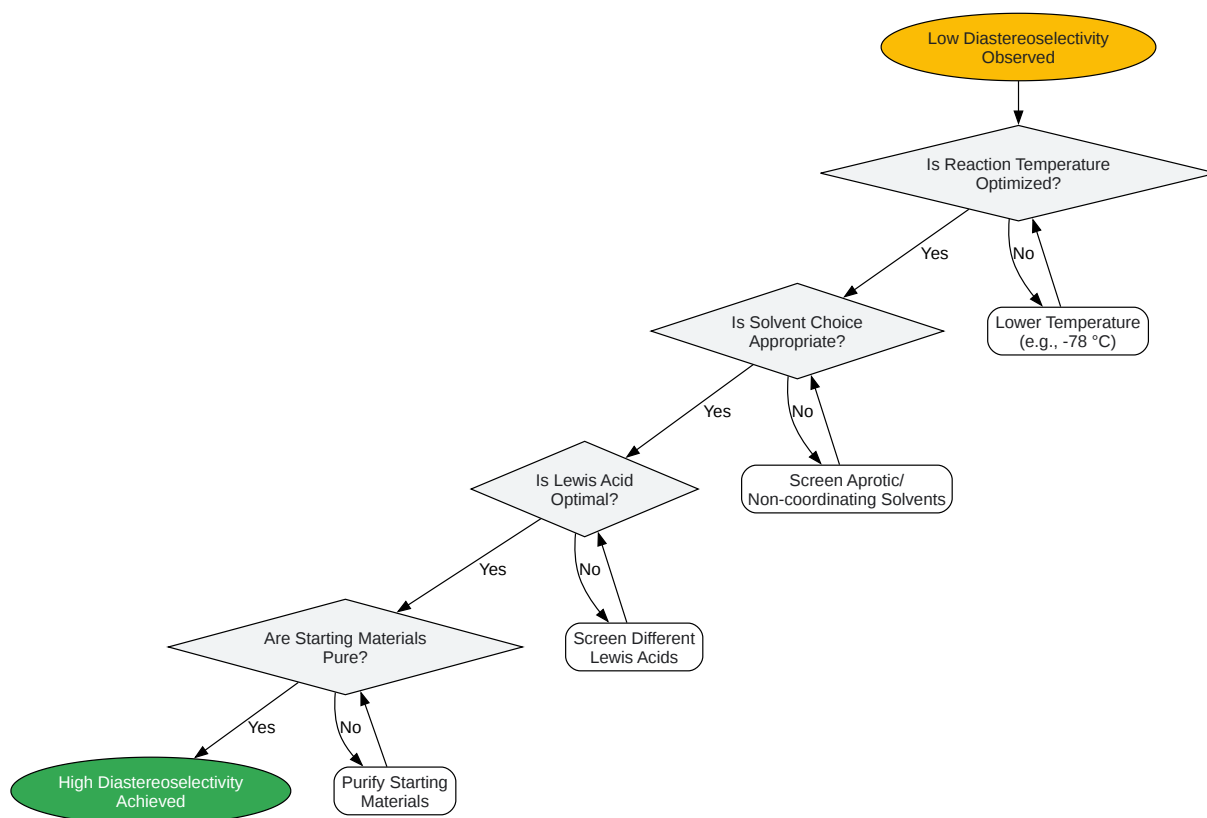 Low Diastereoselectivity
Observed
Is Reaction Temperature
Optimized?
Yes
No
Lower Temperature
(e.g., -78 °C)
Is Solvent Choice
Appropriate?
Yes
No
Screen Aprotic/
Non-coordinating Solvents
Is Lewis Acid
Optimal?
Yes
No
Screen Different
Lewis Acids
Are Starting Materials
Pure?
Yes
No
Purify Starting
Materials
High Diastereoselectivity
Achieved